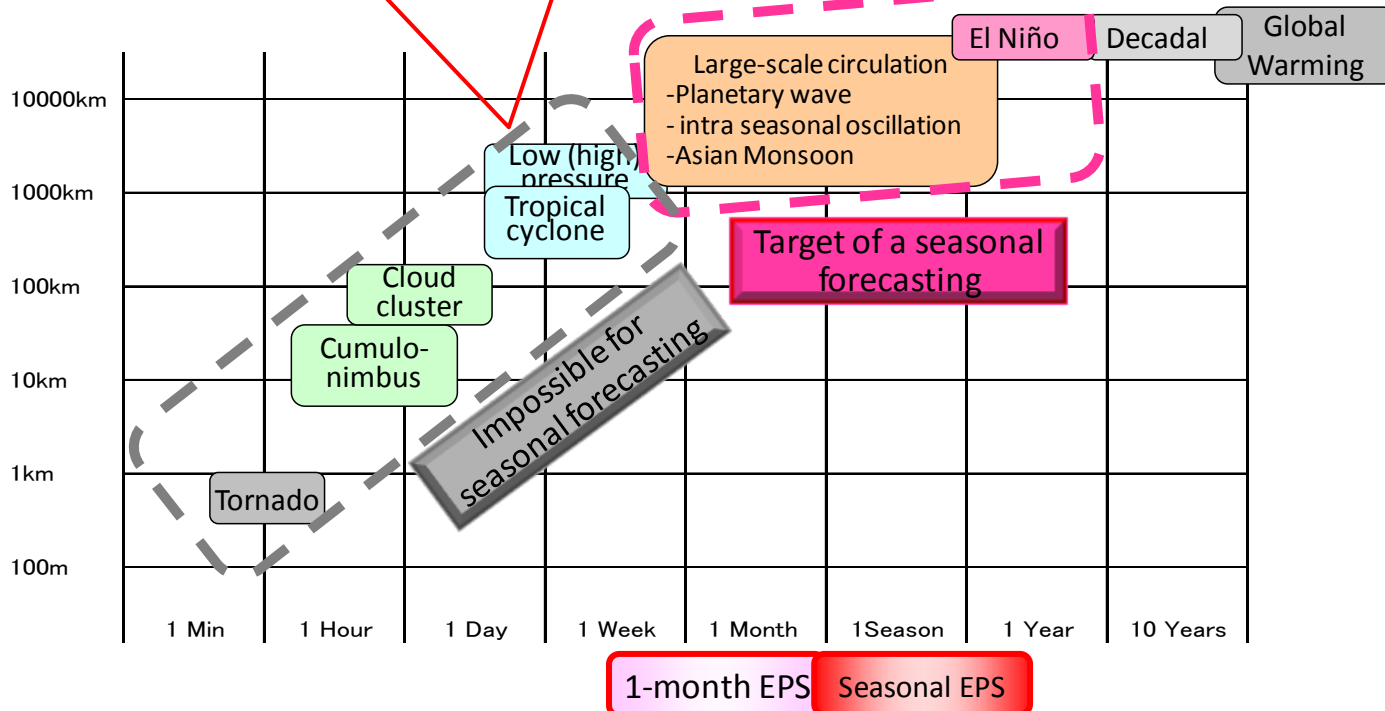 El Niño
Decadal
Global
Warming
Large-scale circulation
-Planetary wave
- intra seasonal oscillation
-Asian Monsoon
10000km
Low (high)
pressure
1000km
Tropical
cyclone
Target of a seasonal
forecasting
100km
Cloud
cluster
Cumulo-
nimbus
10km
Impossible for
seasonal forecasting
1km
Tornado
100m
1 Min
1 Hour
1 Day
1 Week
1 Month
1Season
1 Year
10 Years
1-month EPS
Seasonal EPS